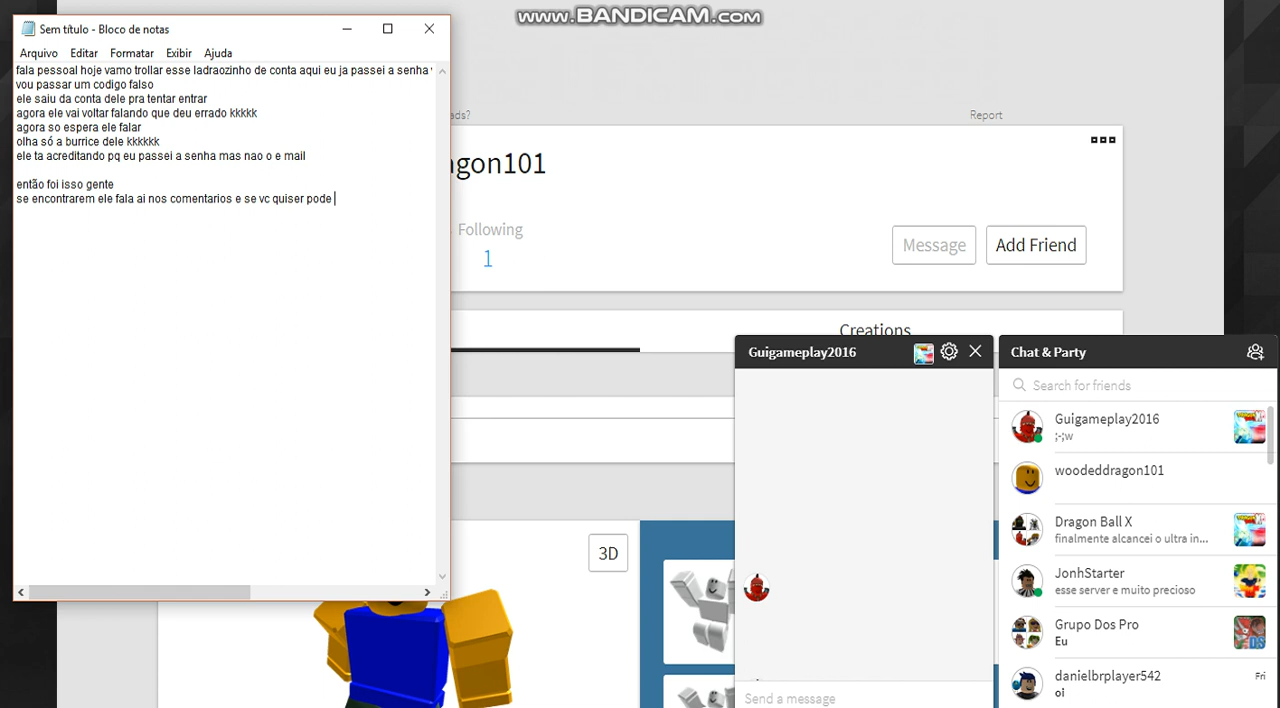 www.BANDICAM.com
Sem título - Bloco de notas
Arquivo Editar Formatar Exibir Ajuda
fala pessoal hoje vamo trollar esse ladraozinho de conta aqui eu ja passei a senha
vou passar um codigo falso
ele saiu da conta dele pra tentar entrar
agora ele vai voltar falando que deu errado kkkkk
agora so espera ele falar
olha só a burrice dele kkkkkk
ele ta acreditando pq eu passei a senha mas nao o e mail
então foi isso gente
se encontrarem ele fala ai nos comentarios e se vc quiser pode
ads?
Report
agon101
Following
1
Message
Add Friend
Creations
3D
Guigameplay2016
Send a message
Chat & Party
Search for friends
Guigameplay2016
;-;w
woodeddragon101
Dragon Ball X
finalmente alcancei o ultra in...
JonhStarter
esse server e muito precioso
Grupo Dos Pro
Eu
danielbrplayer542
Fri
oi